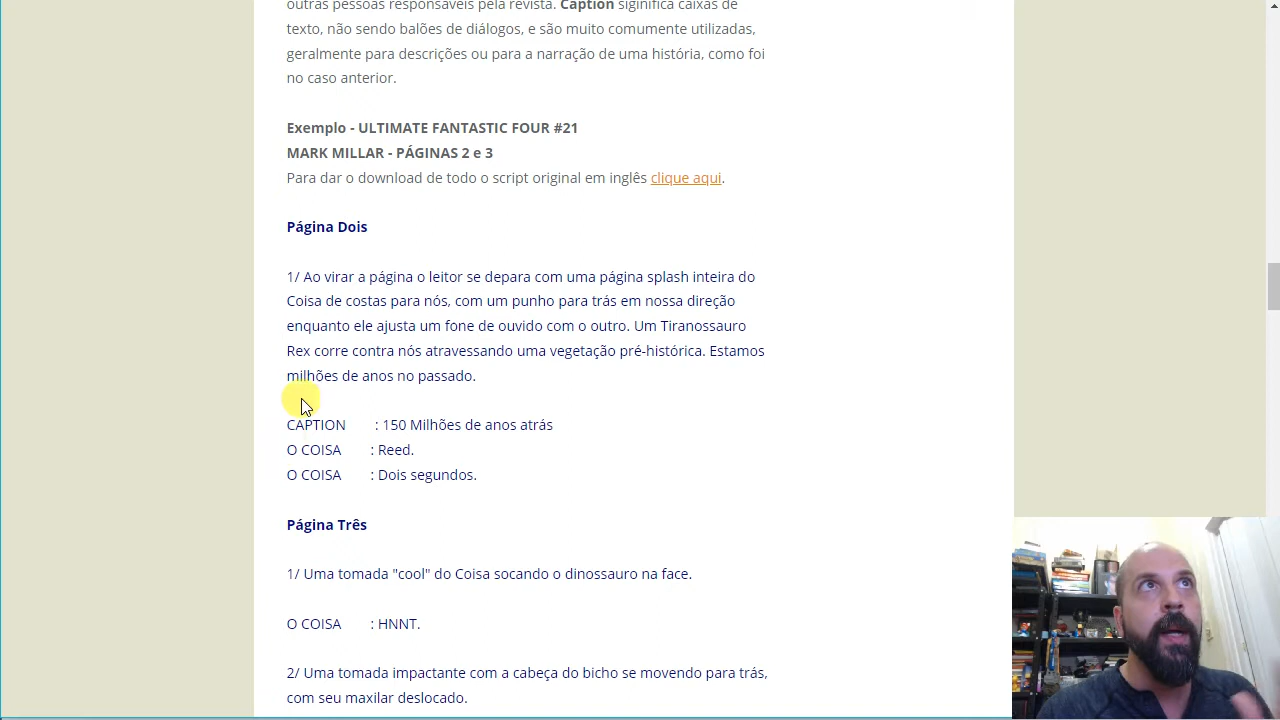 outras pessoas responsáveis pela revista. Caption siginifica caixas de
texto, não sendo balões de diálogos, e são muito comumente utilizadas,
geralmente para descrições ou para a narração de uma história, como foi
no caso anterior.
Exemplo - ULTIMATE FANTASTIC FOUR #21
MARK MILLAR - PÁGINAS 2 e 3
Para dar o download de todo o script original em inglês clique aqui.
Página Dois
1/ Ao virar a página o leitor se depara com uma página splash inteira do
Coisa de costas para nós, com um punho para trás em nossa direção
enquanto ele ajusta um fone de ouvido com o outro. Um Tiranossauro
Rex corre contra nós atravessando uma vegetação pré-histórica. Estamos
milhões de anos no passado.
CAPTION : 150 Milhões de anos atrás
O COISA : Reed.
O COISA : Dois segundos.
Página Três
1/ Uma tomada "cool" do Coisa socando o dinossauro na face.
O COISA : HNNT.
2/ Uma tomada impactante com a cabeça do bicho se movendo para trás,
com seu maxilar deslocado.